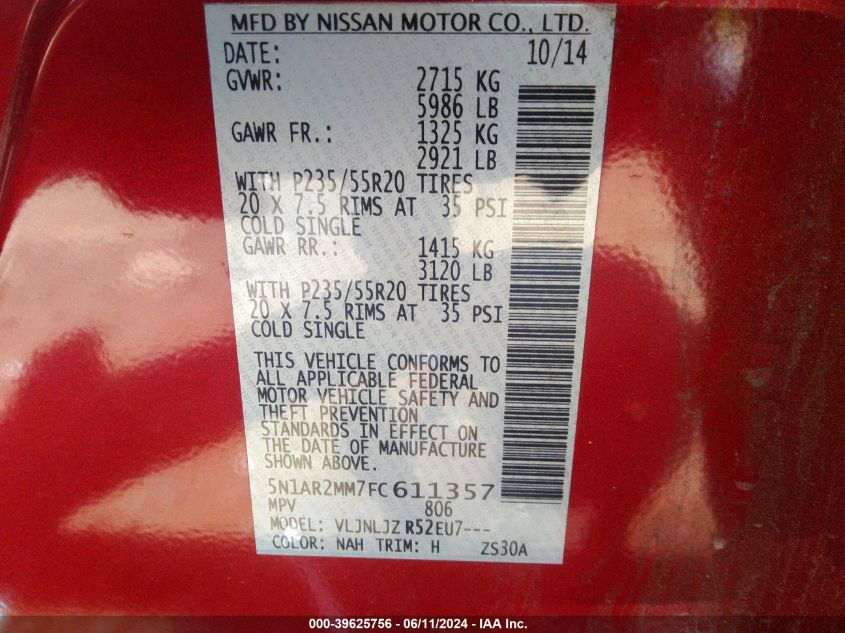 MFD BY NISSAN MOTOR CO., LTD.
DATE: 10/14
GVWR: 2715 KG
5986 LB
GAWR FR.: 1325 KG
2921 LB
WITH P235/55R20 TIRES
20 X 7.5 RIMS AT 35 PSI
COLD SINGLE
GAWR RR.: 1415 KG
3120 LB
WITH P235/55R20 TIRES
20 X 7.5 RIMS AT 35 PSI
COLD SINGLE
THIS VEHICLE CONFORMS TO
ALL APPLICABLE FEDERAL
MOTOR VEHICLE SAFETY AND
THEFT PREVENTION
STANDARDS IN EFFECT ON
THE DATE OF MANUFACTURE
SHOWN ABOVE.
5N1AR2MM7FC611357
MPV 806
MODEL: VLJNLJZ R52EU7---
COLOR: NAH TRIM: H ZS30A
000-39625756 - 06/11/2024 - IAA Inc.